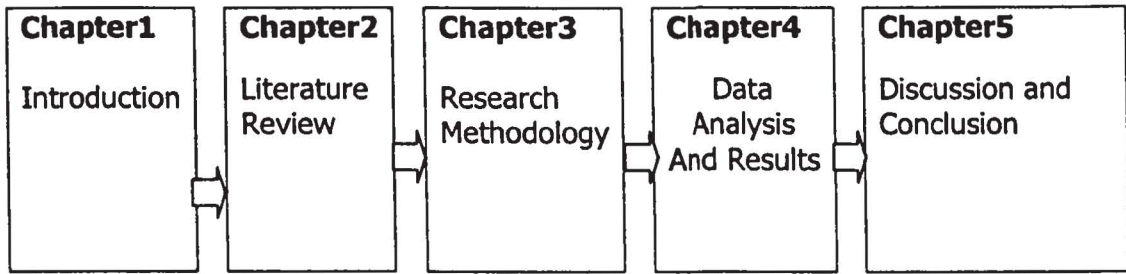 Chapter1
Introduction
Chapter2
Literature
Review
Chapter3
Research
Methodology
Chapter4
Data
Analysis
And Results
Chapter5
Discussion and
Conclusion